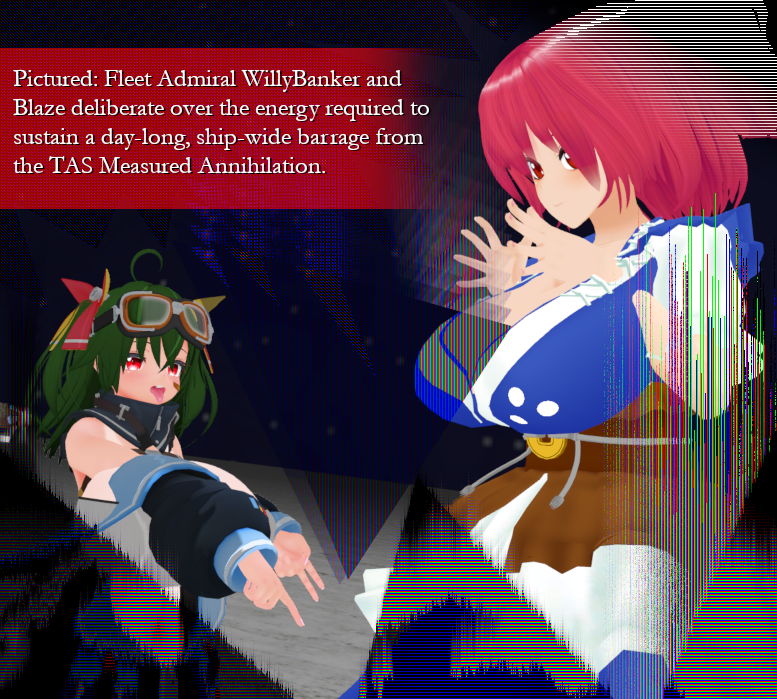 Pictured: Fleet Admiral WillyBanker and
Blaze deliberate over the energy required to
sustain a day-long, ship-wide barrage from
the TAS Measured Annihilation.